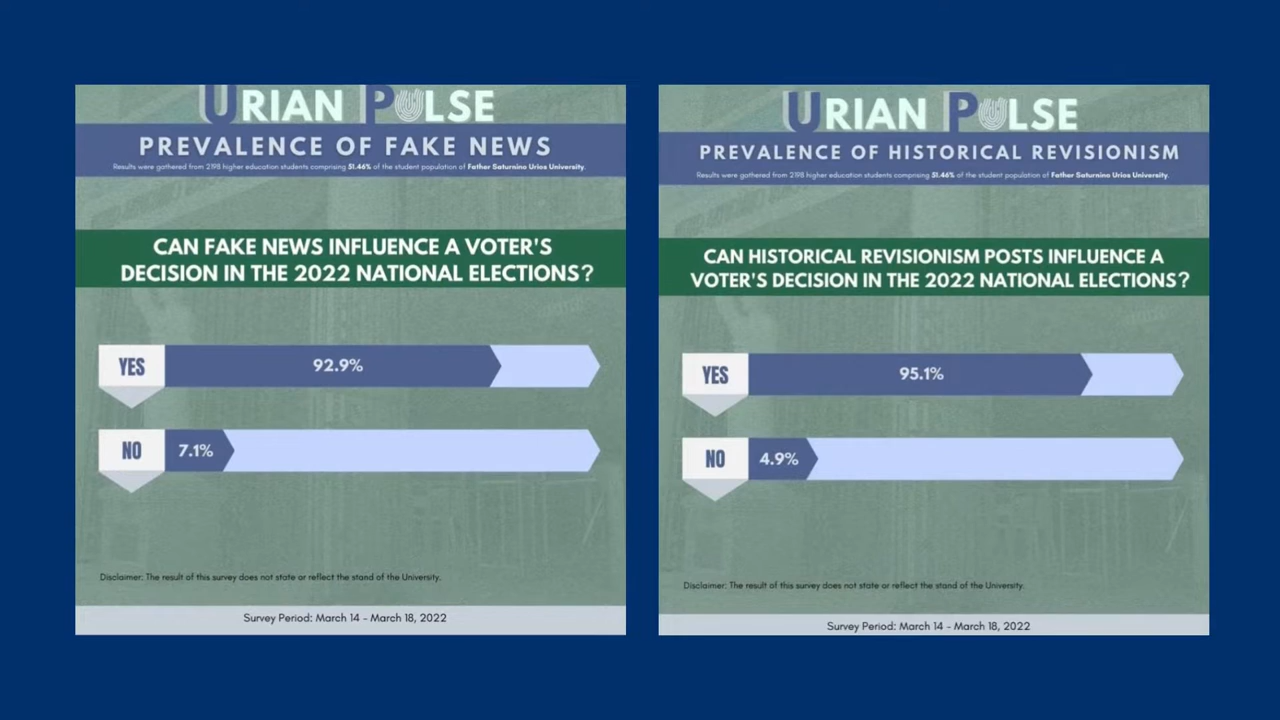 URIAN PULSE
PREVALENCE OF FAKE NEWS
Results were gathered from 2198 higher education students comprising 51.46% of the student population of Father Saturnino Urios University.
CAN FAKE NEWS INFLUENCE A VOTER'S
DECISION IN THE 2022 NATIONAL ELECTIONS?
YES
92.9%
NO
7.1%
Disclaimer: The result of this survey does not state or reflect the stand of the University.
Survey Period: March 14 - March 18, 2022
URIAN PULSE
PREVALENCE OF HISTORICAL REVISIONISM
Results were gathered from 2198 higher education students comprising 51.46% of the student population of Father Saturnino Urios University.
CAN HISTORICAL REVISIONISM POSTS INFLUENCE A
VOTER'S DECISION IN THE 2022 NATIONAL ELECTIONS?
YES
95.1%
NO
4.9%
Disclaimer: The result of this survey does not state or reflect the stand of the University.
Survey Period: March 14 - March 18, 2022